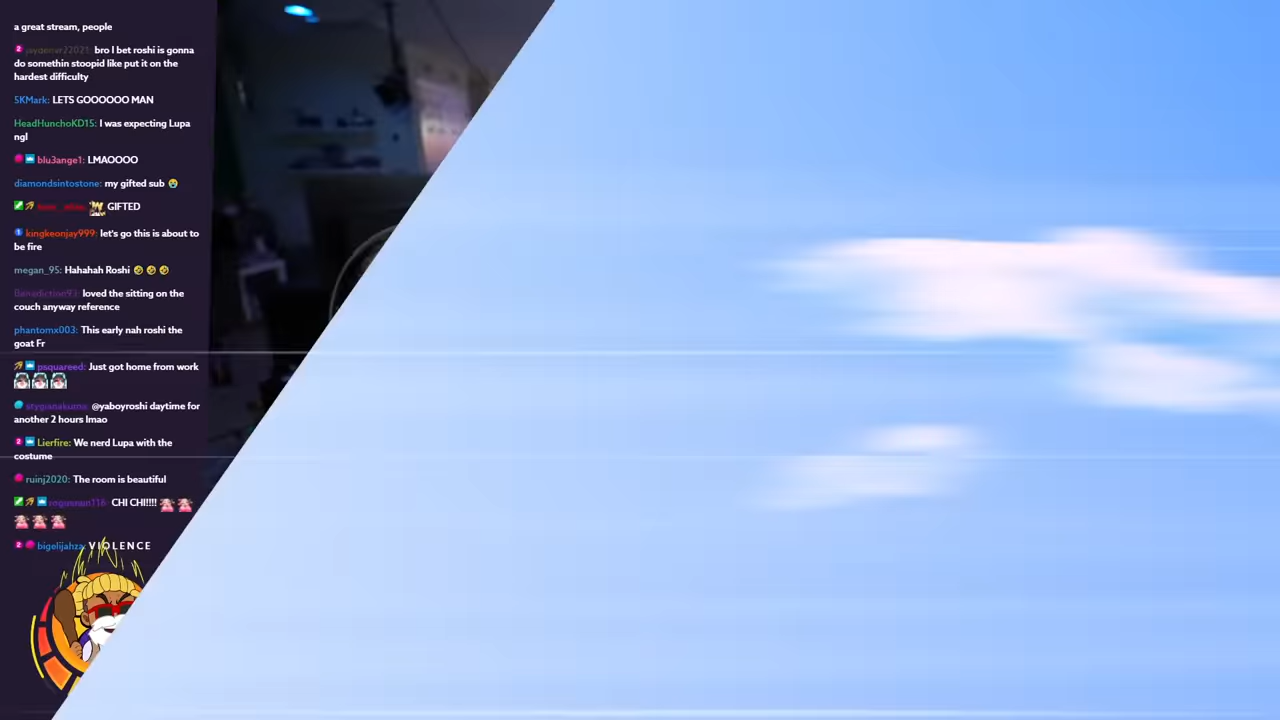 a great stream, people
bro I bet roshi is gonna
do somethin stoopid like put it on the
hardest difficulty
5KMark: LETS GOOOOOO MAN
HeadHunchoKD15: I was expecting Lupa
ngl
blu3ange1: LMAOOOO
diamondsintostone: my gifted sub 😭
GIFTED
kingkeonjay999: let's go this is about to
be fire
megan_95: Hahahah Roshi 🤣 🤣 🤣
loved the sitting on the
couch anyway reference
phantomx003: This early nah roshi the
goat Fr
psquareed: Just got home from work
@yaboyroshi daytime for
another 2 hours lmao
Lierfire: We nerd Lupa with the
costume
ruinj2020: The room is beautiful
CHI CHI!!!!
bigelijahza: VIOLENCE